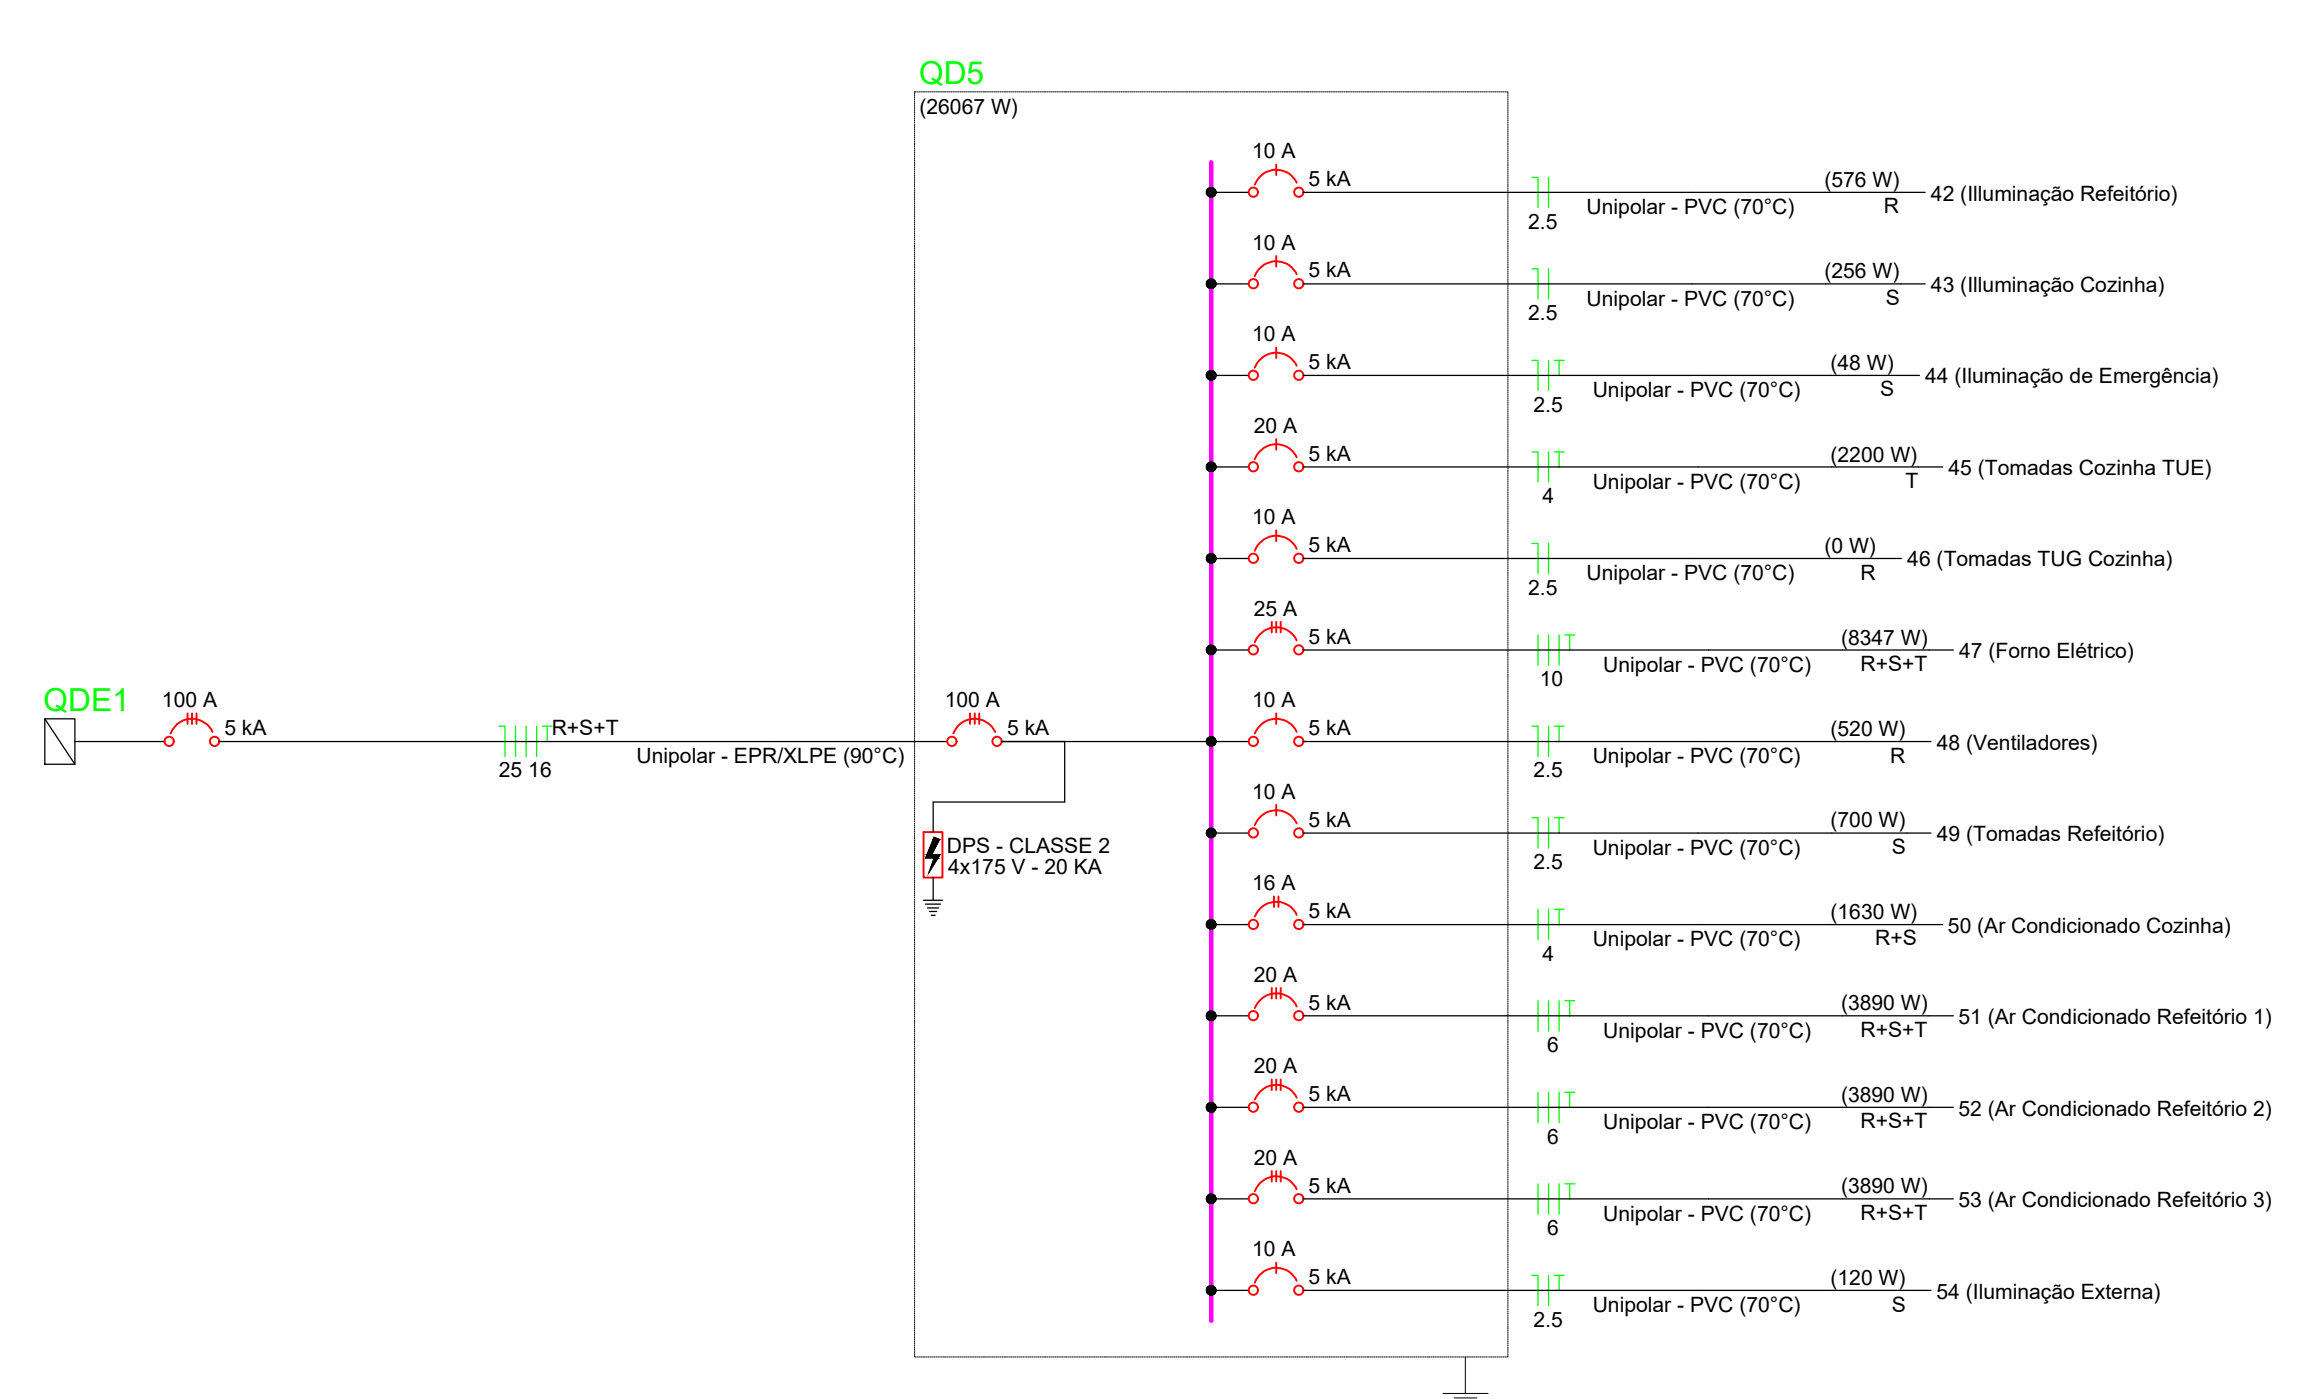 QD5
(26067 W)
10 A
5 kA
2.5
Unipolar - PVC (70°C)
(576 W)
R
42 (Illuminação Refeitório)
10 A
5 kA
2.5
Unipolar - PVC (70°C)
(256 W)
S
43 (Illuminação Cozinha)
10 A
5 kA
2.5
Unipolar - PVC (70°C)
(48 W)
S
44 (Iluminação de Emergência)
20 A
5 kA
4
Unipolar - PVC (70°C)
(2200 W)
T
45 (Tomadas Cozinha TUE)
10 A
5 kA
2.5
Unipolar - PVC (70°C)
(0 W)
R
46 (Tomadas TUG Cozinha)
25 A
5 kA
10
Unipolar - PVC (70°C)
(8347 W)
R+S+T
47 (Forno Elétrico)
QDE1
100 A
5 kA
R+S+T
25 16
Unipolar - EPR/XLPE (90°C)
100 A
5 kA
DPS - CLASSE 2
4x175 V - 20 KA
10 A
5 kA
2.5
Unipolar - PVC (70°C)
(520 W)
R
48 (Ventiladores)
10 A
5 kA
2.5
Unipolar - PVC (70°C)
(700 W)
S
49 (Tomadas Refeitório)
16 A
5 kA
4
Unipolar - PVC (70°C)
(1630 W)
R+S
50 (Ar Condicionado Cozinha)
20 A
5 kA
6
Unipolar - PVC (70°C)
(3890 W)
R+S+T
51 (Ar Condicionado Refeitório 1)
20 A
5 kA
6
Unipolar - PVC (70°C)
(3890 W)
R+S+T
52 (Ar Condicionado Refeitório 2)
20 A
5 kA
6
Unipolar - PVC (70°C)
(3890 W)
R+S+T
53 (Ar Condicionado Refeitório 3)
10 A
5 kA
2.5
Unipolar - PVC (70°C)
(120 W)
S
54 (Iluminação Externa)